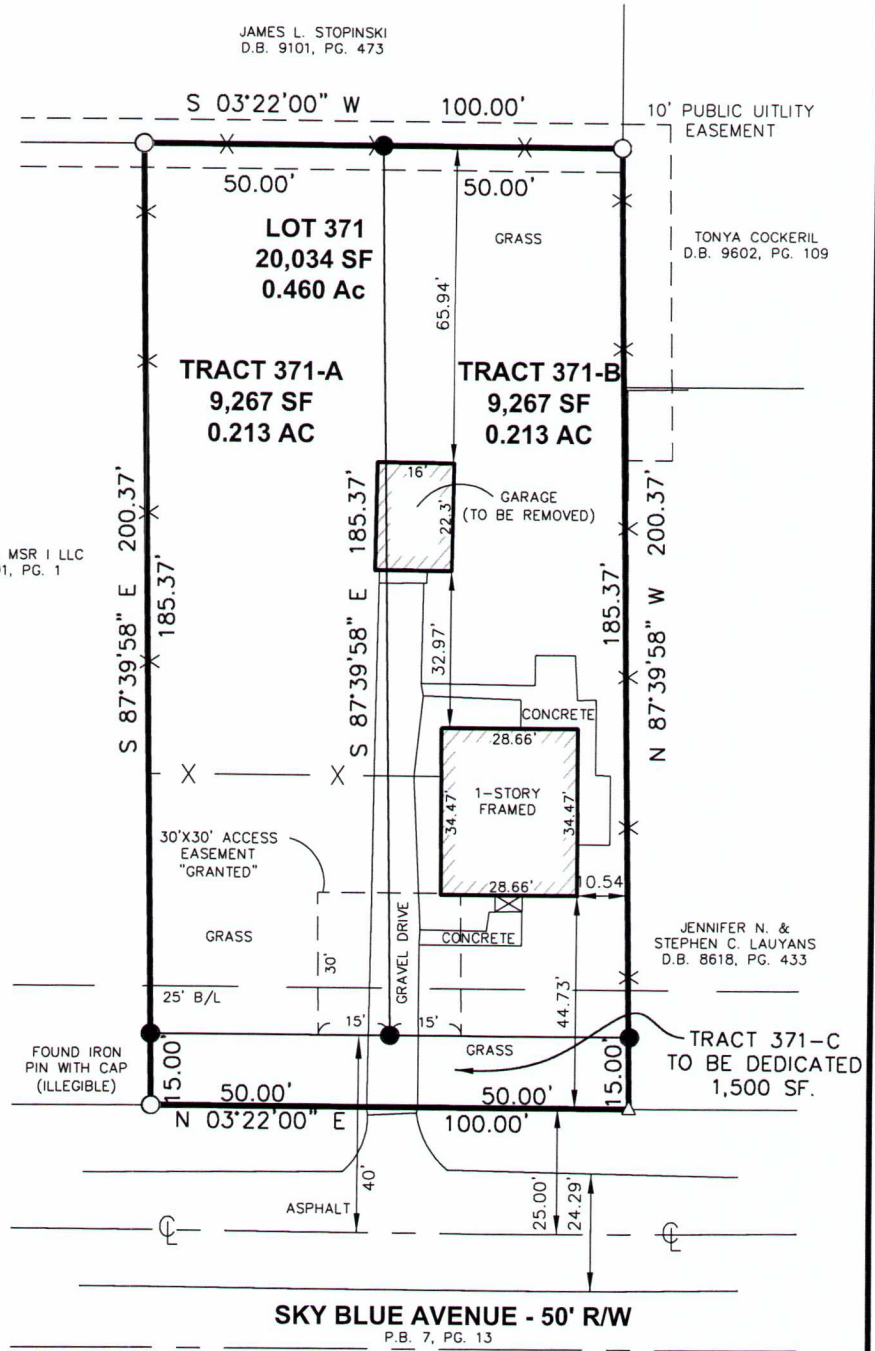 JAMES L. STOPINSKI
D.B. 9101, PG. 473
S 03°22'00" W 100.00'
10' PUBLIC UITLITY
EASEMENT
50.00' 50.00'
LOT 371
20,034 SF
0.460 Ac
GRASS
TONYA COCKERIL
D.B. 9602, PG. 109
65.94'
TRACT 371-A
9,267 SF
0.213 AC
TRACT 371-B
9,267 SF
0.213 AC
16'
22.3'
GARAGE
(TO BE REMOVED)
MSR I LLC
1, PG. 1
S 87°39'58" E 200.37'
185.37'
S 87°39'58" E 185.37'
185.37'
N 87°39'58" W 200.37'
32.97'
CONCRETE
28.66'
1-STORY
FRAMED
34.47'
34.47'
28.66'
10.54
30'X30' ACCESS
EASEMENT
"GRANTED"
GRASS
30'
GRAVEL DRIVE
CONCRETE
44.73'
JENNIFER N. &
STEPHEN C. LAUYANS
D.B. 8618, PG. 433
25' B/L
15' 15'
FOUND IRON
PIN WITH CAP
(ILLEGIBLE)
15.00'
GRASS
15.00'
TRACT 371-C
TO BE DEDICATED
1,500 SF.
50.00' 50.00'
N 03°22'00" E 100.00'
40'
ASPHALT
25.00'
24.29'
CL
CL
SKY BLUE AVENUE - 50' R/W
P.B. 7, PG. 13